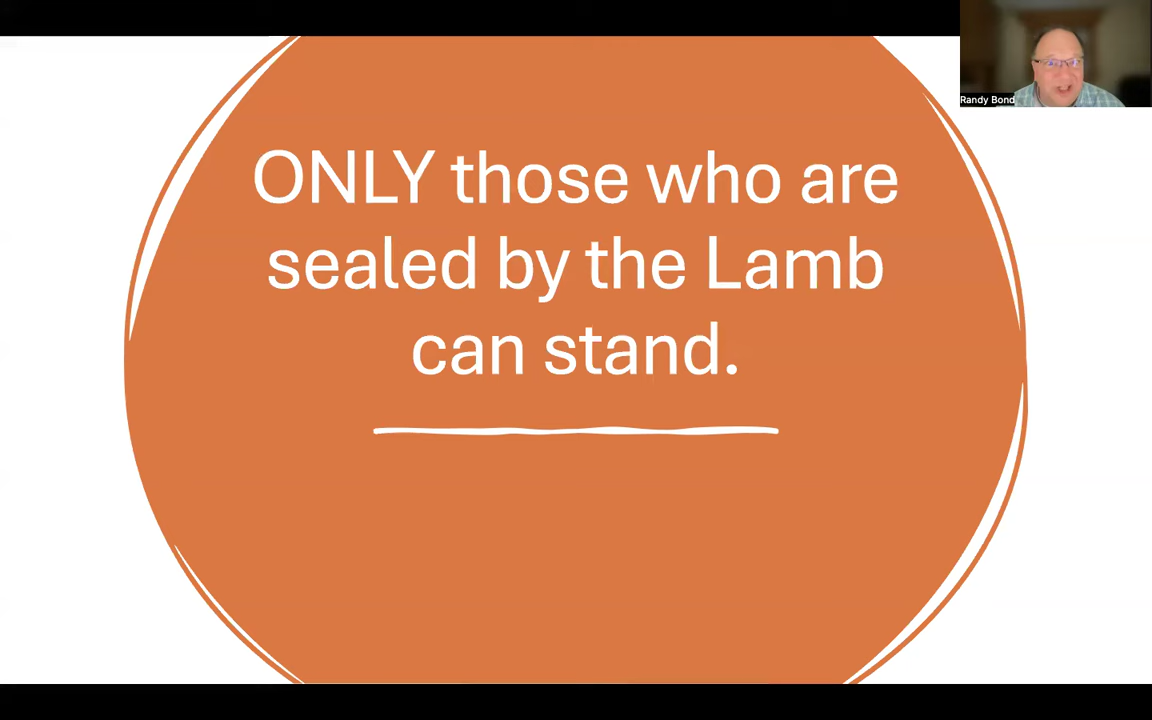 Randy Bond
ONLY those who are
sealed by the Lamb
can stand.